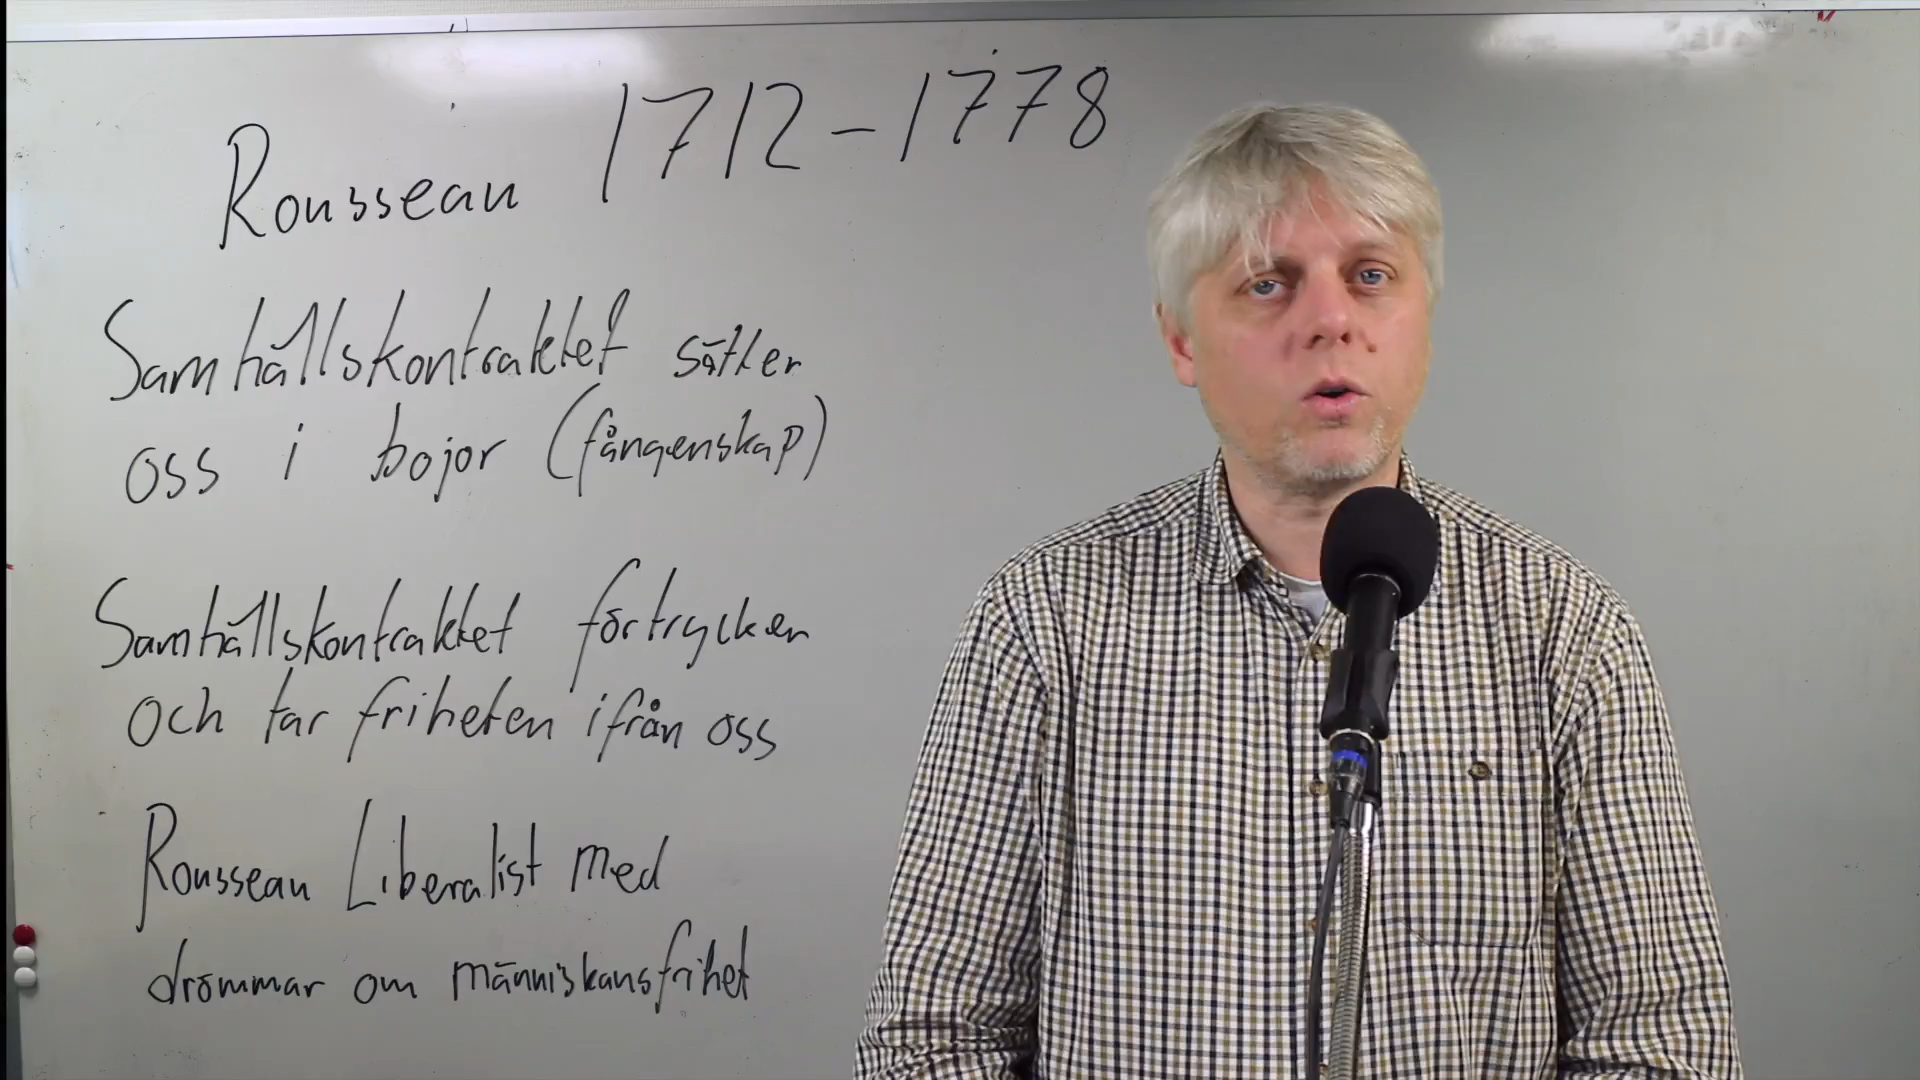 Rousseau 1712-1778
Samhällskontraktet sätter
oss i bojor (fångenskap)
Samhällskontraktet förtrycker
och tar friheten ifrån oss
Rousseau Liberalist med
drömmar om människansfrihet